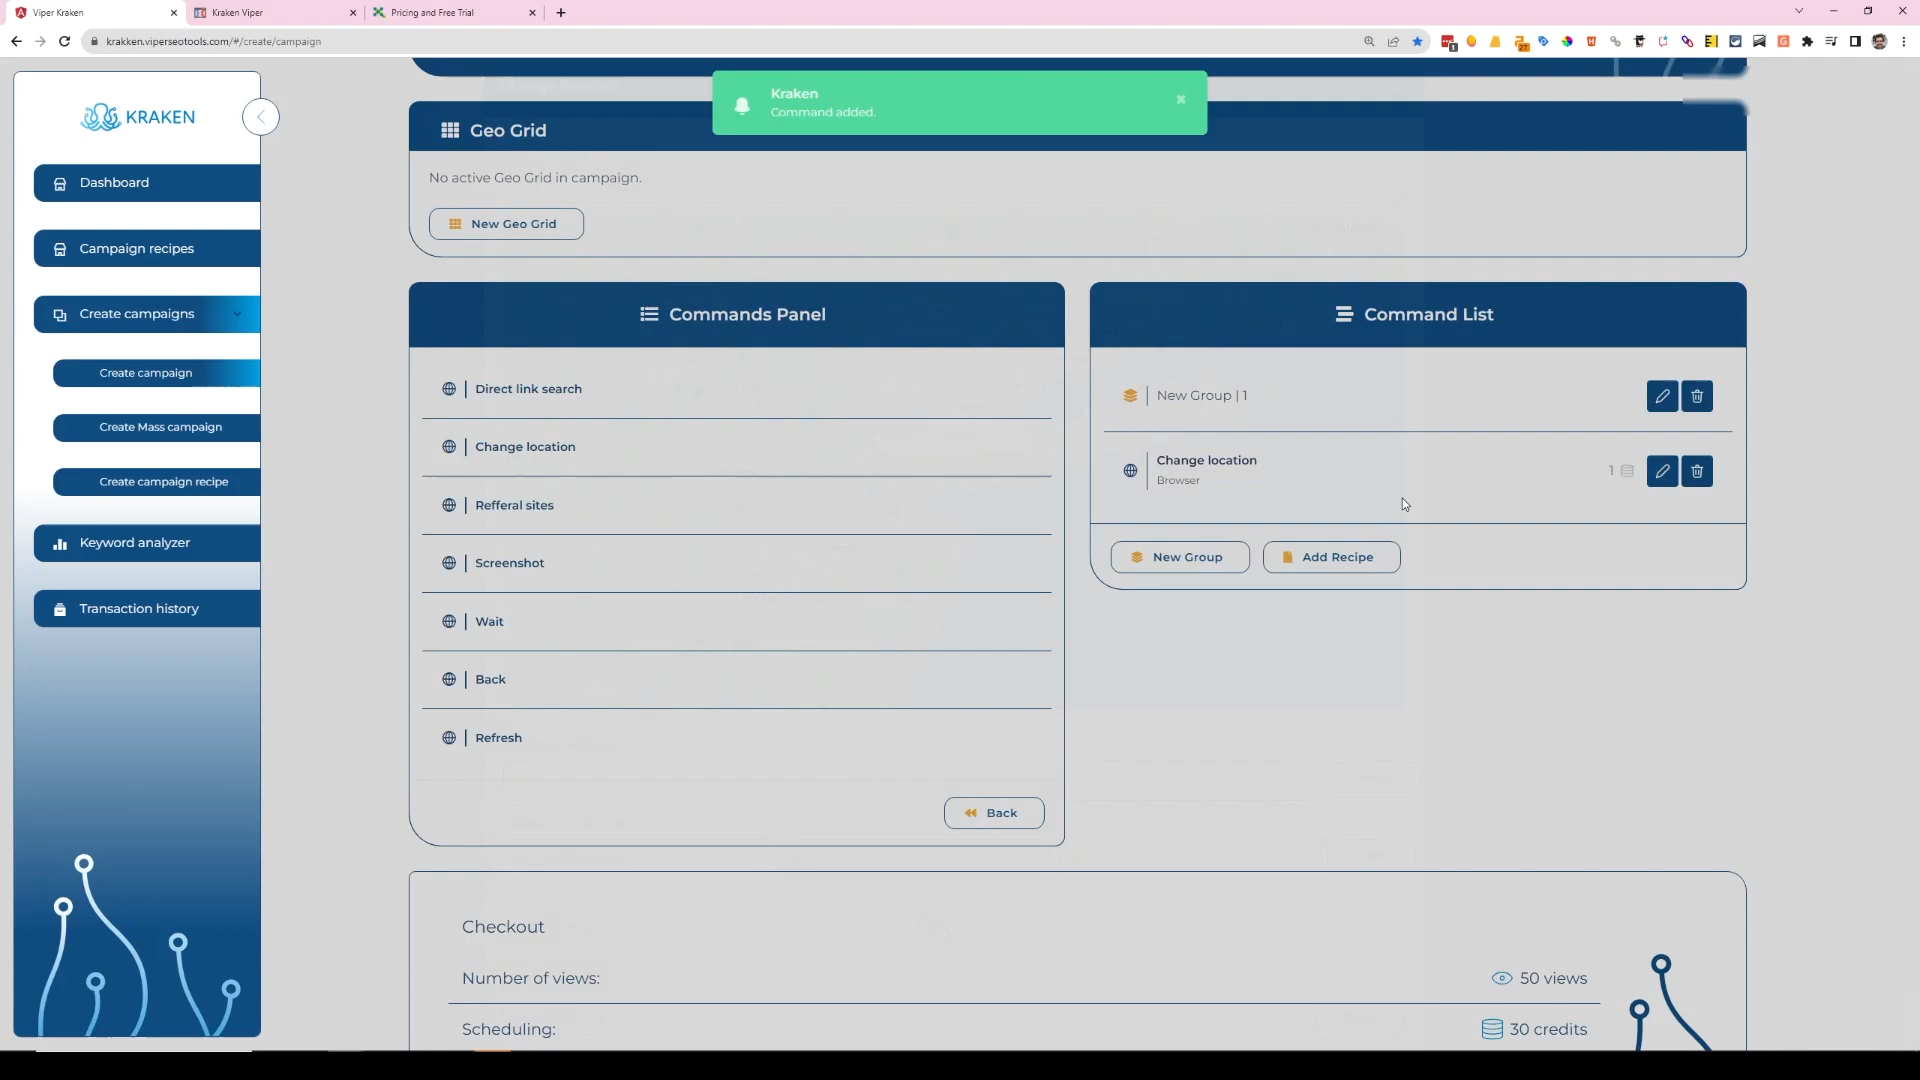 Viper Kraken
Kraken Viper
Pricing and Free Trial
krakken.viperseotools.com/#/create/campaign
KRAKEN
Dashboard
Campaign recipes
Create campaigns
Create campaign
Create Mass campaign
Create campaign recipe
Keyword analyzer
Transaction history
Kraken
Command added.
Geo Grid
No active Geo Grid in campaign.
New Geo Grid
Commands Panel
Direct link search
Change location
Refferal sites
Screenshot
Wait
Back
Refresh
Back
Command List
New Group | 1
Change location
Browser
1
New Group
Add Recipe
Checkout
Number of views:
50 views
Scheduling:
30 credits